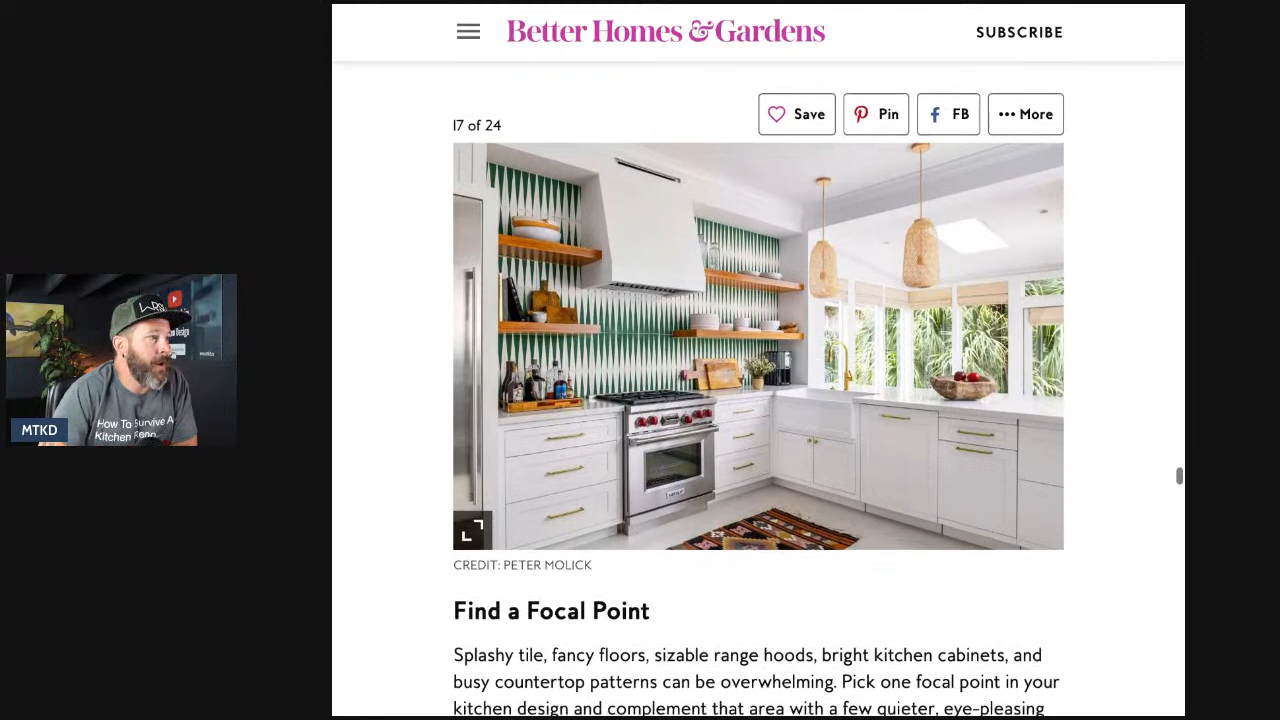 Better Homes & Gardens
SUBSCRIBE
17 of 24
Save
Pin
FB
More
CREDIT: PETER MOLICK
Find a Focal Point
Splashy tile, fancy floors, sizable range hoods, bright kitchen cabinets, and
busy countertop patterns can be overwhelming. Pick one focal point in your
kitchen design and complement that area with a few quieter, eye-pleasing
How To Survive A
Kitchen Reno
MTKD